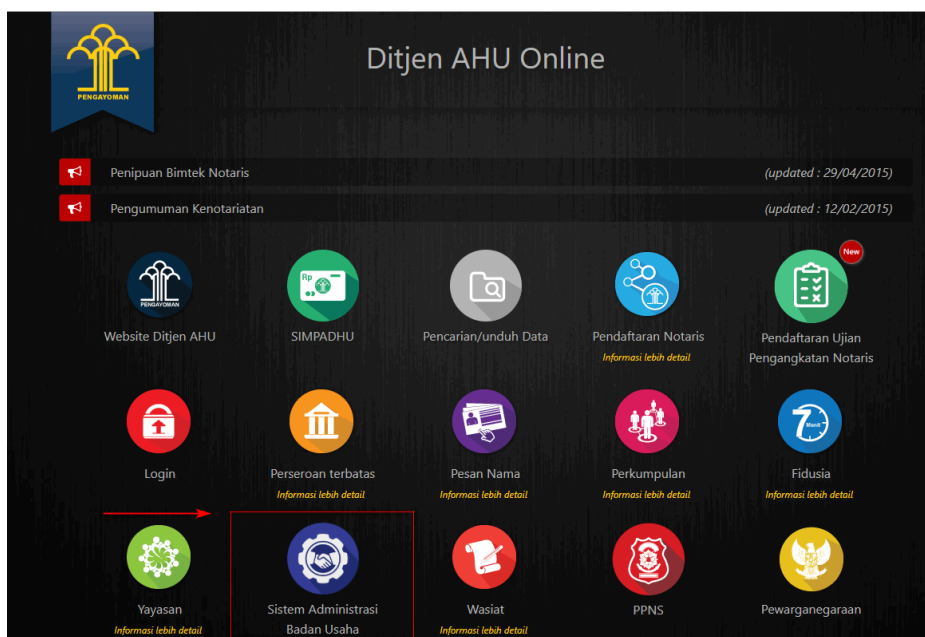 PENGAYOMAN
Ditjen AHU Online
Penipuan Bimtek Notaris
(updated : 29/04/2015)
Pengumuman Kenotariatan
(updated : 12/02/2015)
PENGAYOMAN
Rp
New
Website Ditjen AHU
SIMPADHU
Pencarian/unduh Data
Pendaftaran Notaris
Informasi lebih detail
Pendaftaran Ujian
Pengangkatan Notaris
7 Menit
Login
Perseroan terbatas
Informasi lebih detail
Pesan Nama
Informasi lebih detail
Perkumpulan
Informasi lebih detail
Fidusia
Informasi lebih detail
Yayasan
Informasi lebih detail
Sistem Administrasi
Badan Usaha
Wasiat
Informasi lebih detail
PPNS
Pewarganegaraan